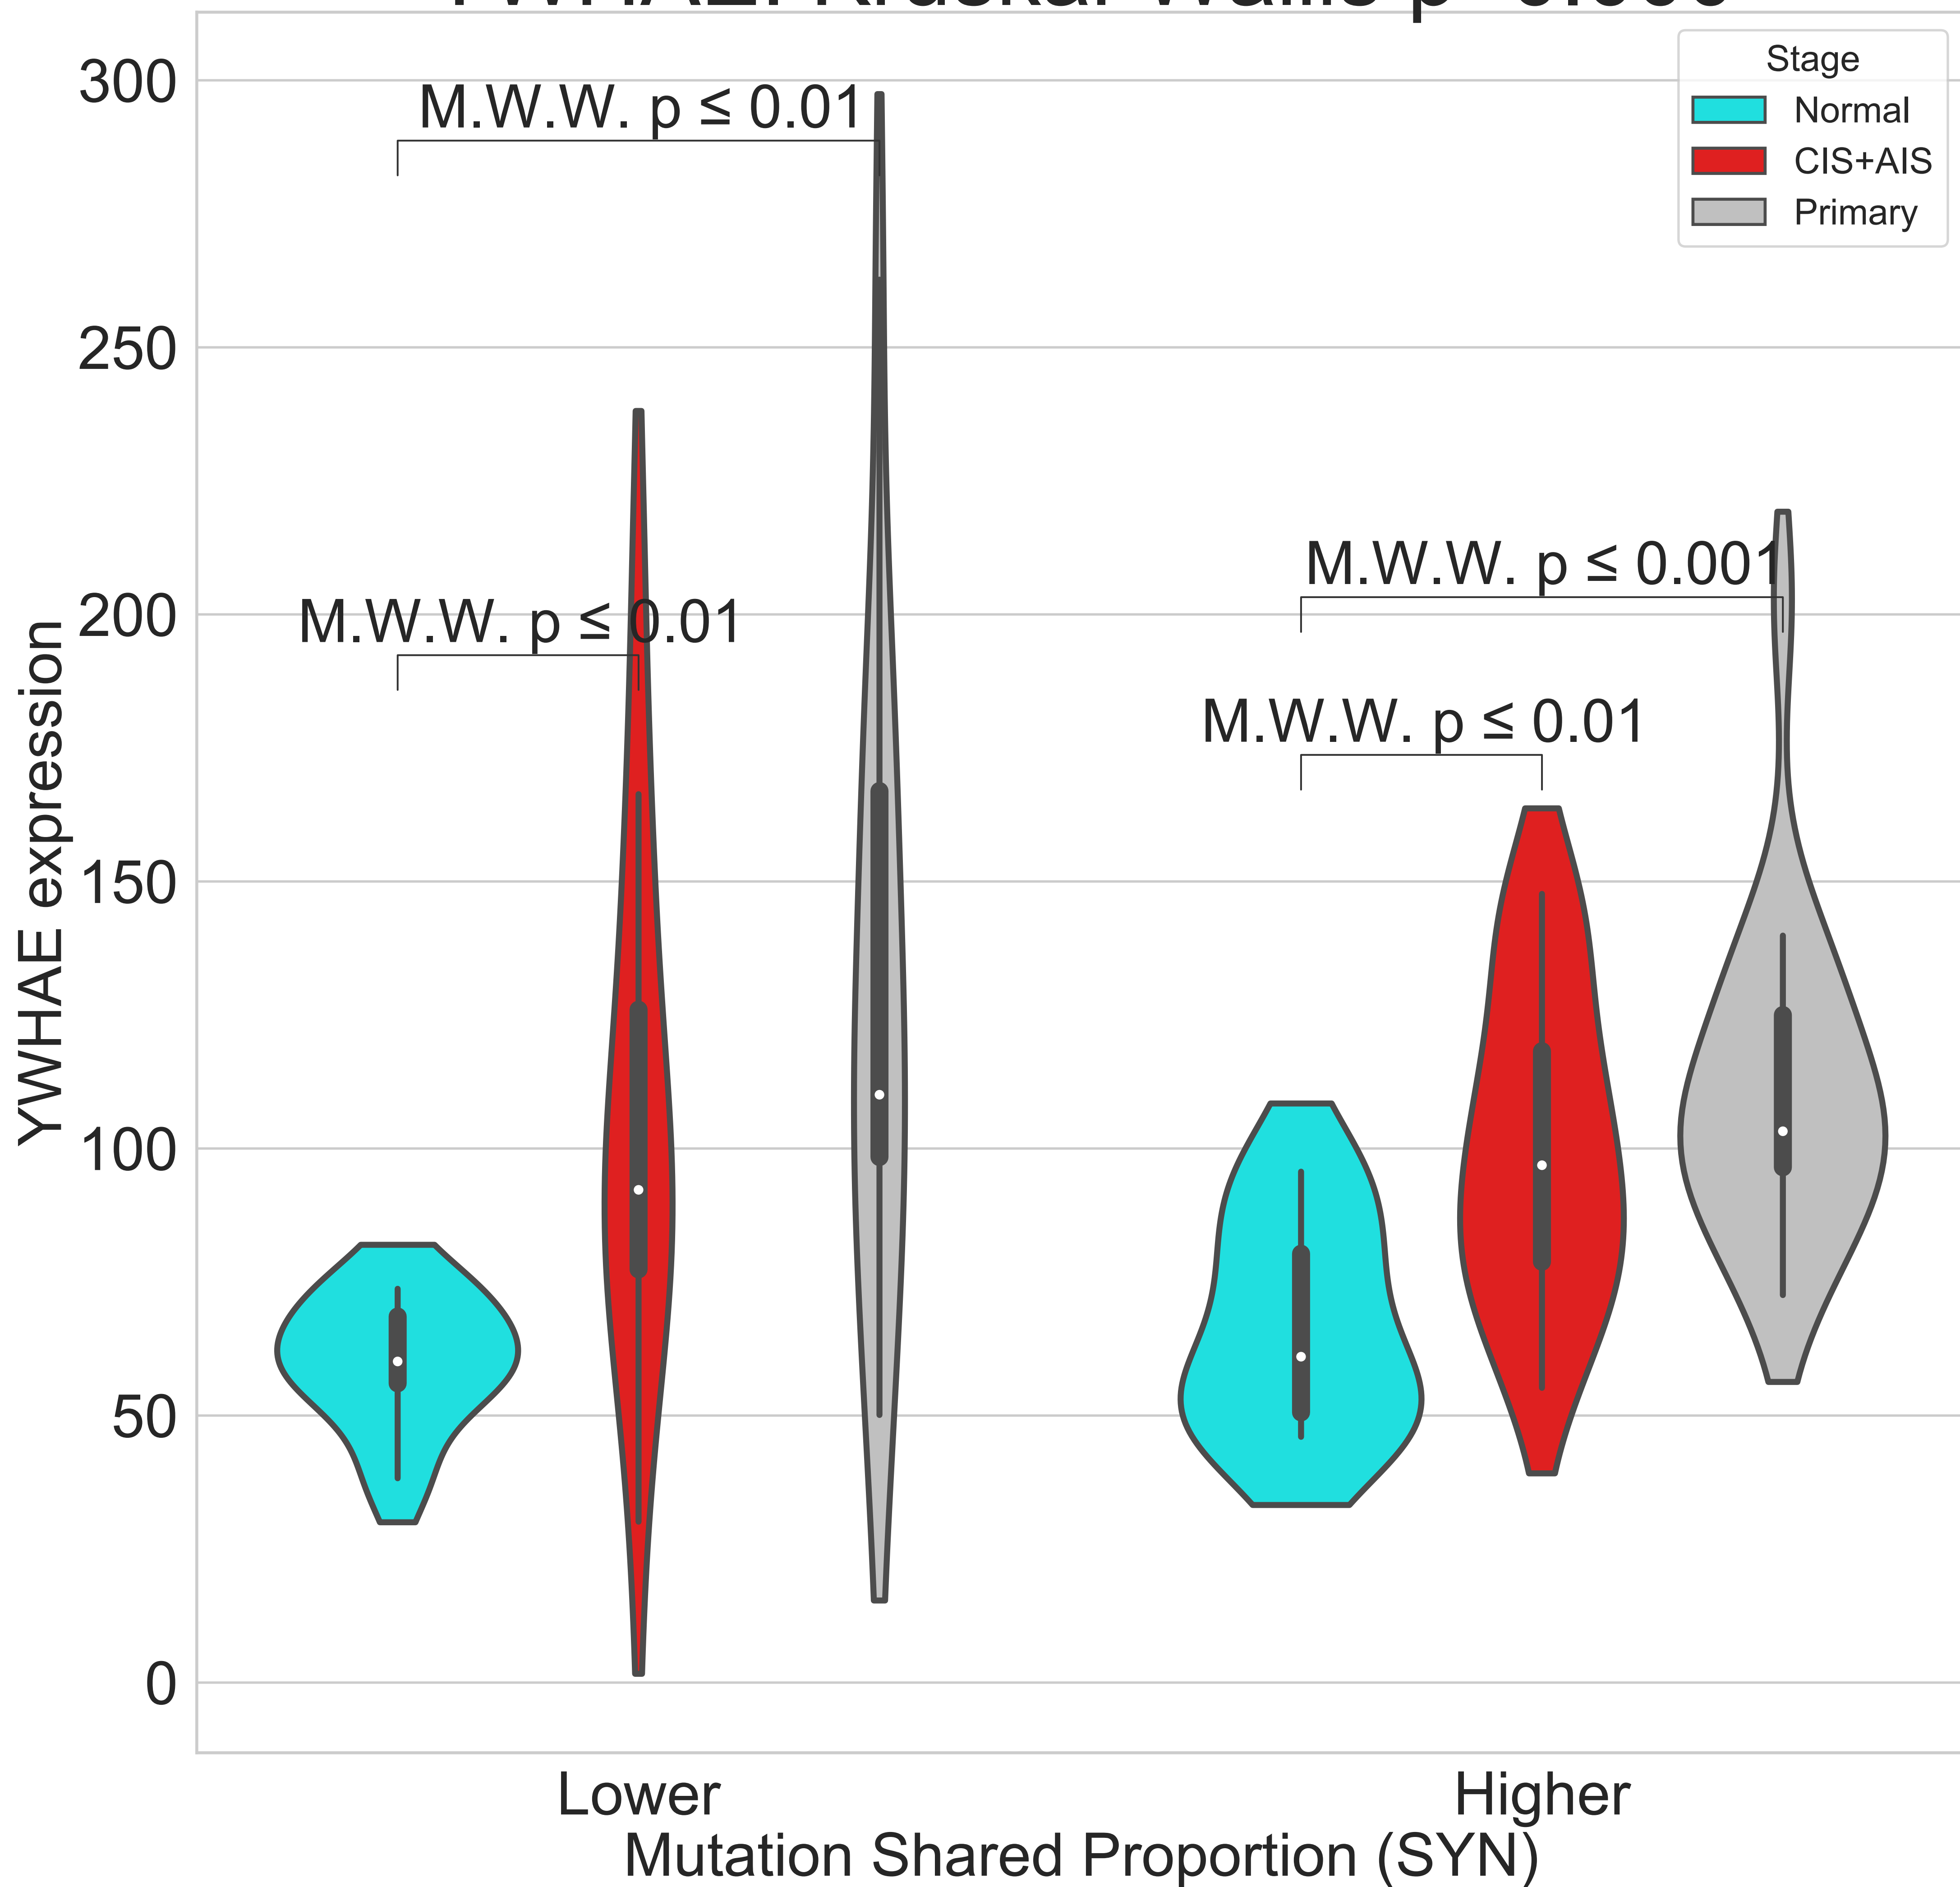 300
250
200
150
100
50
0
YWHAE expression
M.W.W. p ≤ 0.01
M.W.W. p ≤ 0.01
M.W.W. p ≤ 0.001
M.W.W. p ≤ 0.01
Stage
Normal
CIS+AIS
Primary
Lower
Higher
Mutation Shared Proportion (SYN)